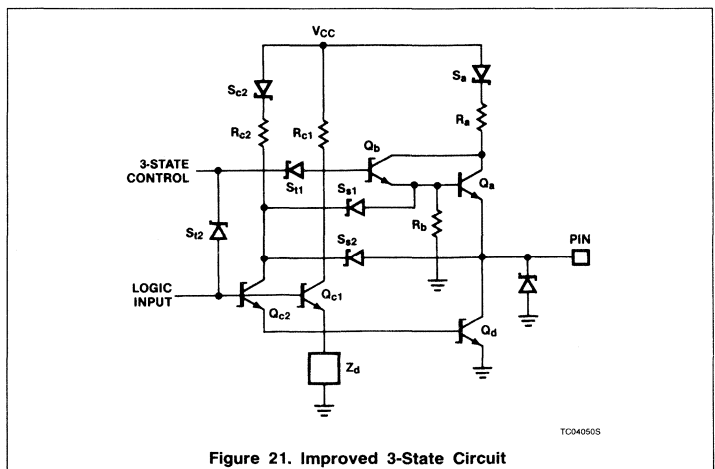 VCC
Sc2
Sa
Rc2
Rc1
Ra
Qb
3-STATE
CONTROL
St1
Qa
Ss1
St2
Rb
PIN
Ss2
LOGIC
INPUT
Qc1
Qc2
Qd
Zd
TC04050S
Figure 21. Improved 3-State Circuit